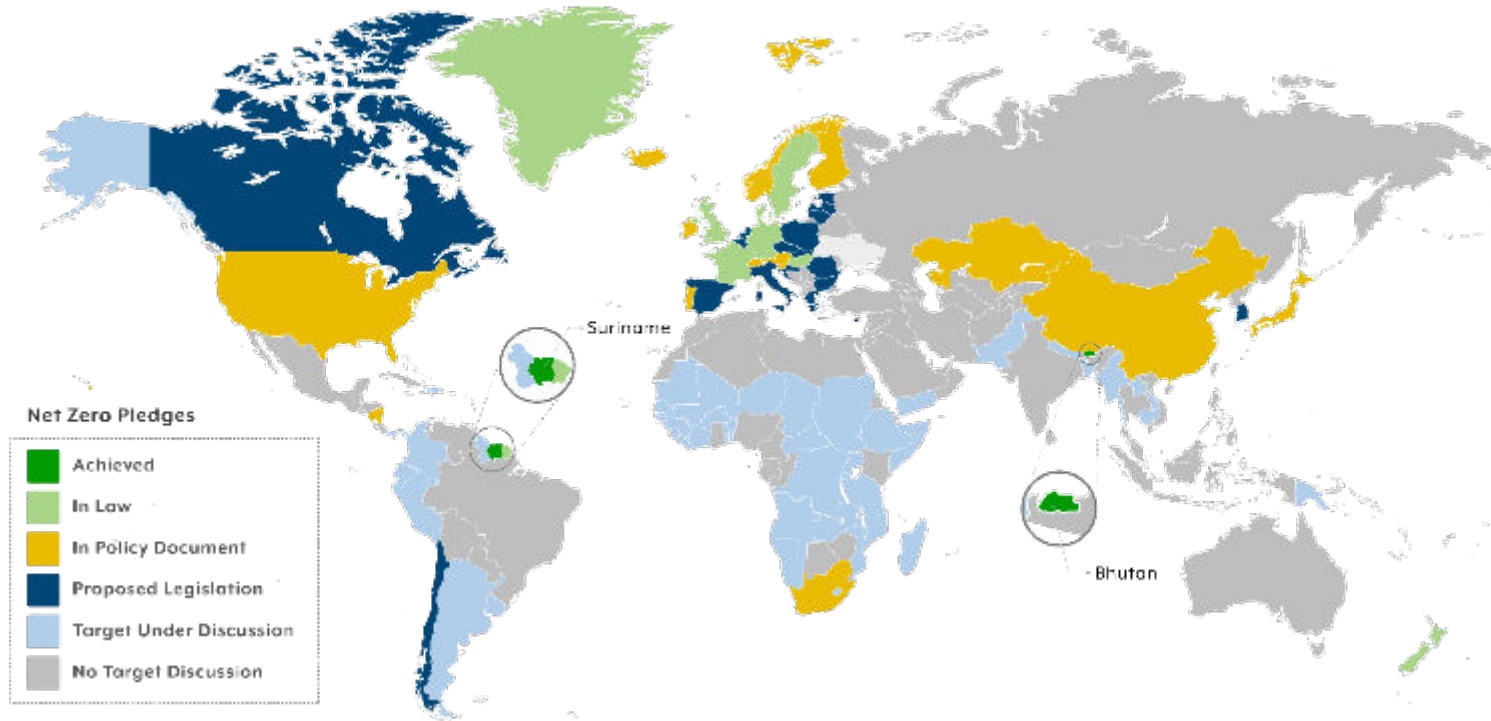 Suriname
Net Zero Pledges
Achieved
In Law
In Policy Document
Proposed Legislation
Target Under Discussion
No Target Discussion
Bhutan